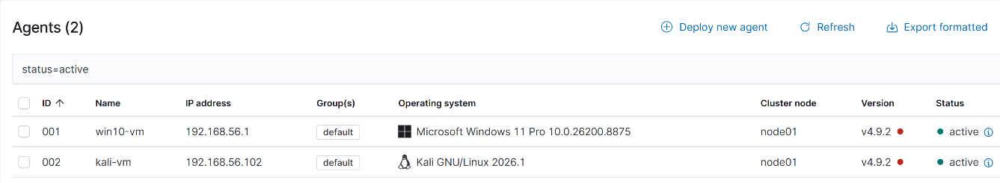 Agents (2) Deploy new agent Refresh Export formatted
status=active
ID Name IP address Group(s) Operating system Cluster node Version Status
001 win10-vm 192.168.56.1 default Microsoft Windows 11 Pro 10.0.26200.8875 node01 v4.9.2 active
002 kali-vm 192.168.56.102 default Kali GNU/Linux 2026.1 node01 v4.9.2 active